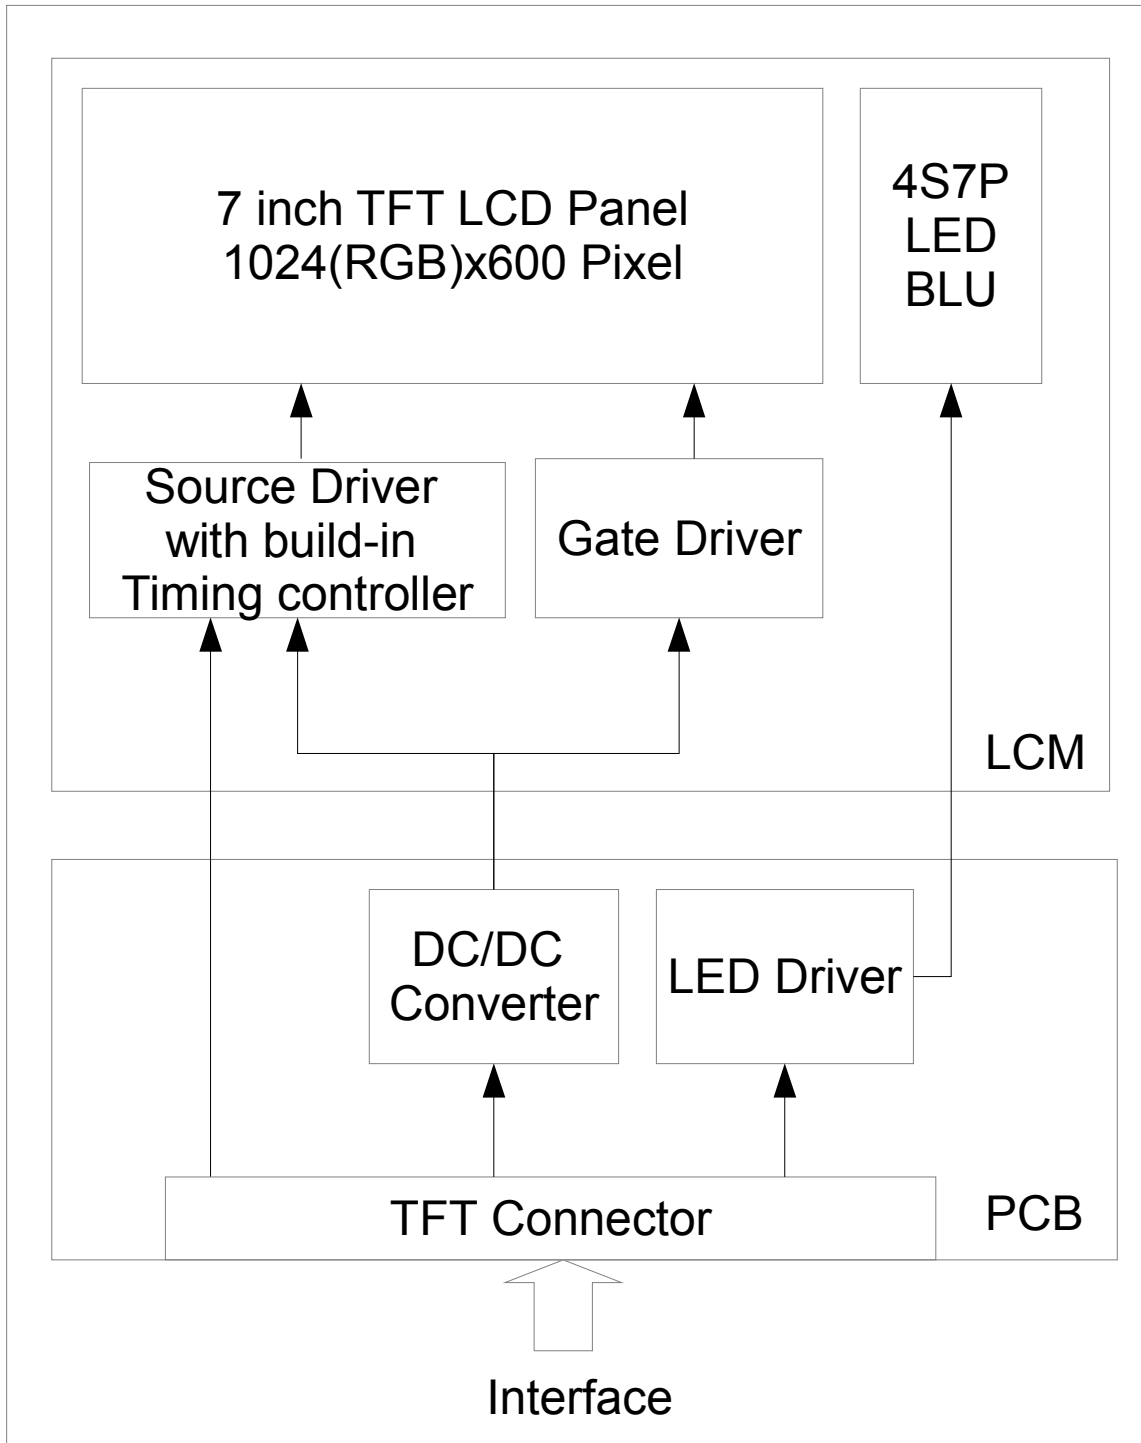 7 inch TFT LCD Panel
1024(RGB)x600 Pixel
4S7P
LED
BLU
Source Driver
with build-in
Timing controller
Gate Driver
LCM
DC/DC
Converter
LED Driver
TFT Connector
PCB
Interface